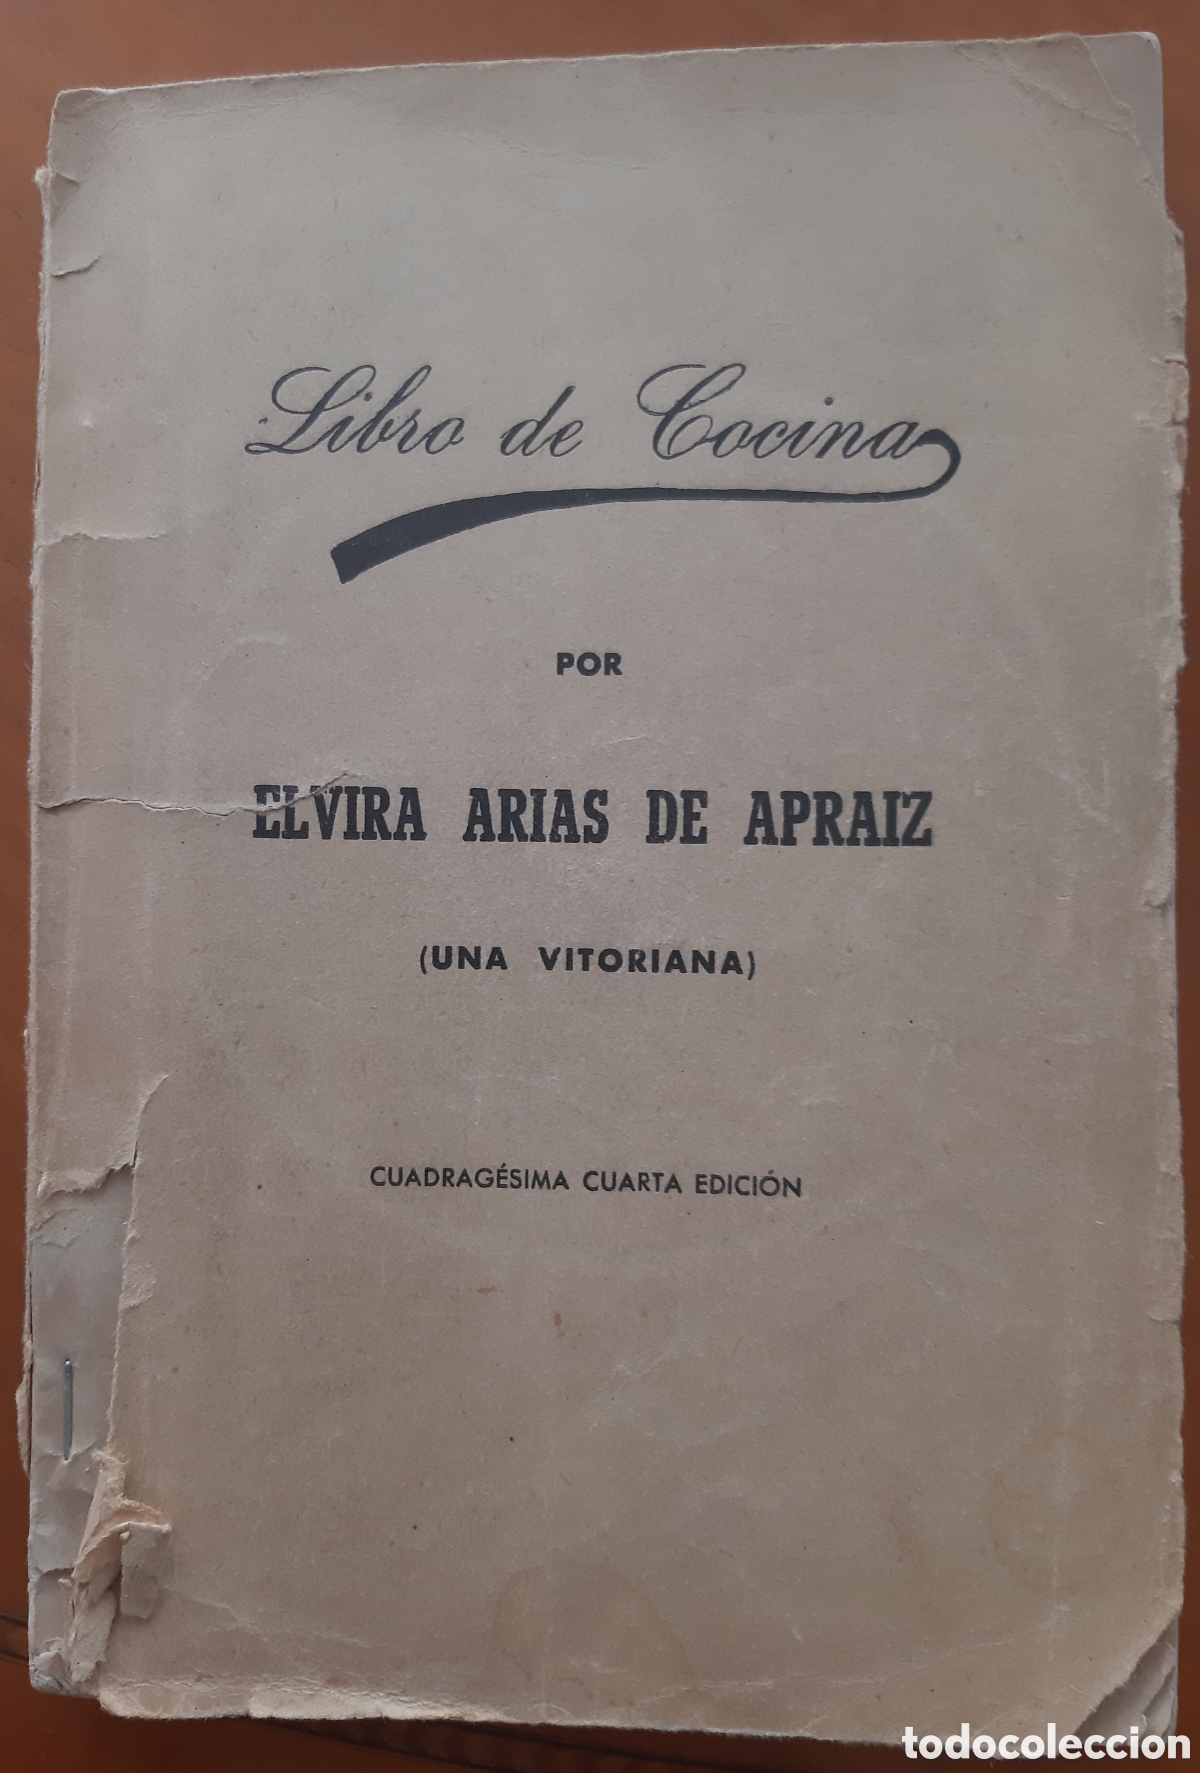 Libro de Cocina
POR
ELVIRA ARIAS DE APRAIZ
(UNA VITORIANA)
CUADRAGÉSIMA CUARTA EDICIÓN
todocoleccion